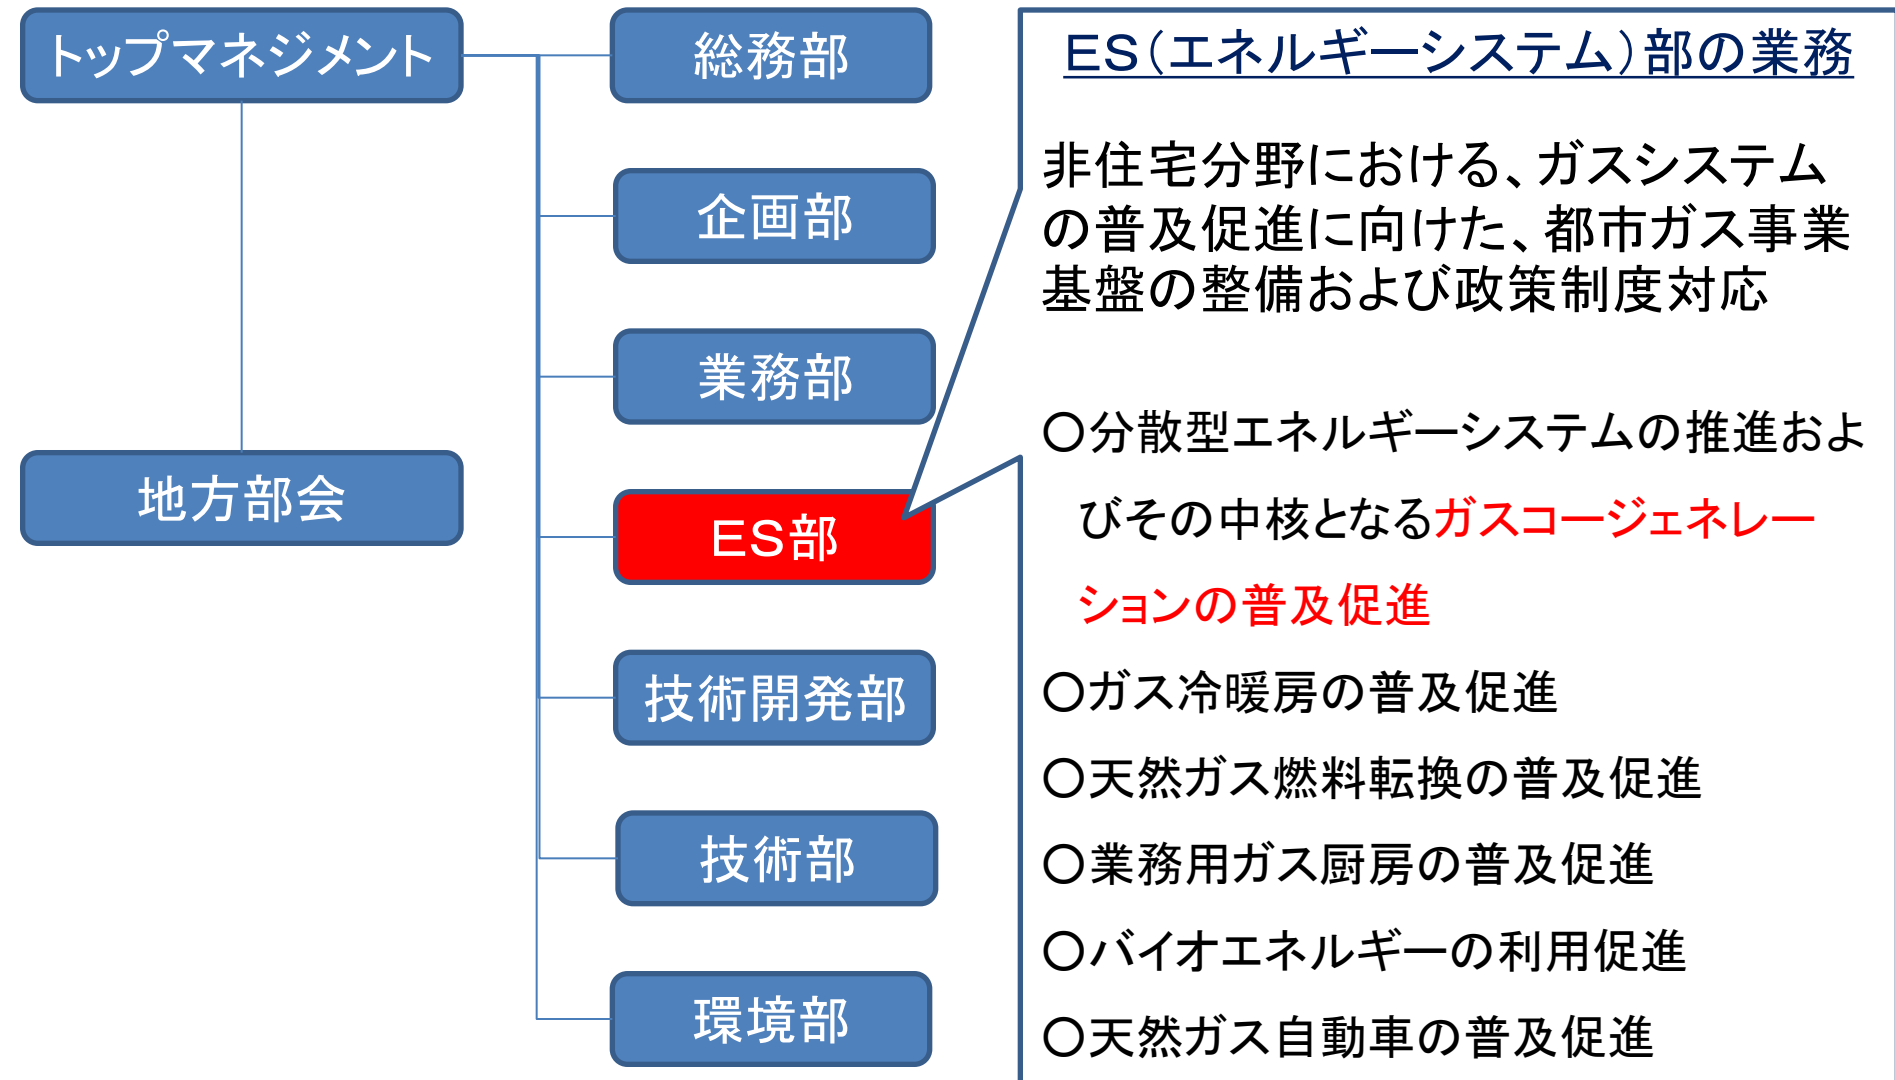 トップマネジメント
地方部会
総務部
企画部
業務部
ES部
技術開発部
技術部
環境部
ES(エネルギーシステム)部の業務
非住宅分野における、ガスシステム
の普及促進に向けた、都市ガス事業
基盤の整備および政策制度対応
○分散型エネルギーシステムの推進およ
びその中核となるガスコージェネレー
ションの普及促進
○ガス冷暖房の普及促進
○天然ガス燃料転換の普及促進
○業務用ガス厨房の普及促進
○バイオエネルギーの利用促進
○天然ガス自動車の普及促進